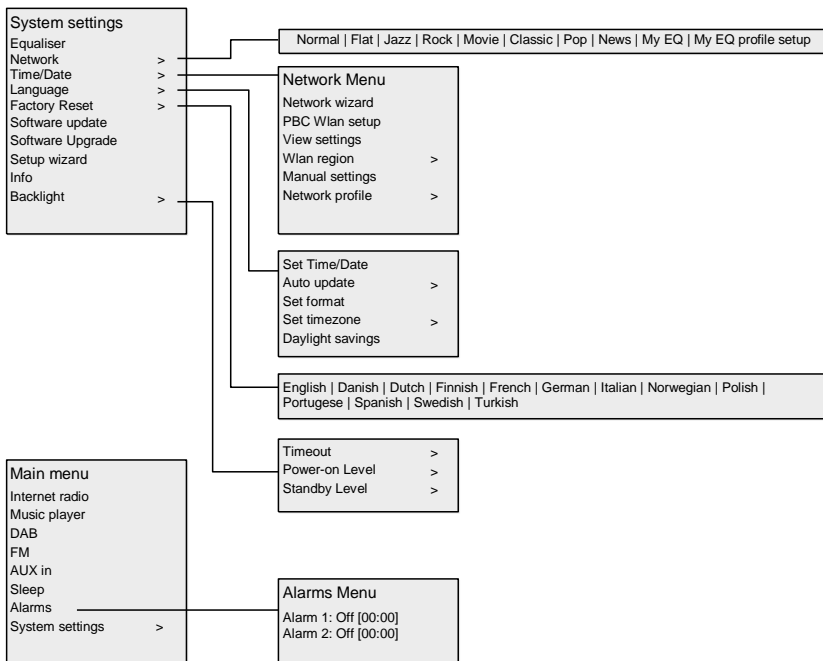 System settings
Equaliser
Network >
Time/Date >
Language >
Factory Reset >
Software update
Software Upgrade
Setup wizard
Info
Backlight >
Normal | Flat | Jazz | Rock | Movie | Classic | Pop | News | My EQ | My EQ profile setup
Network Menu
Network wizard
PBC Wlan setup
View settings
Wlan region >
Manual settings
Network profile >
Set Time/Date
Auto update >
Set format
Set timezone >
Daylight savings
English | Danish | Dutch | Finnish | French | German | Italian | Norwegian | Polish |
Portugese | Spanish | Swedish | Turkish
Timeout >
Power-on Level >
Standby Level >
Main menu
Internet radio
Music player
DAB
FM
AUX in
Sleep
Alarms
System settings >
Alarms Menu
Alarm 1: Off [00:00]
Alarm 2: Off [00:00]